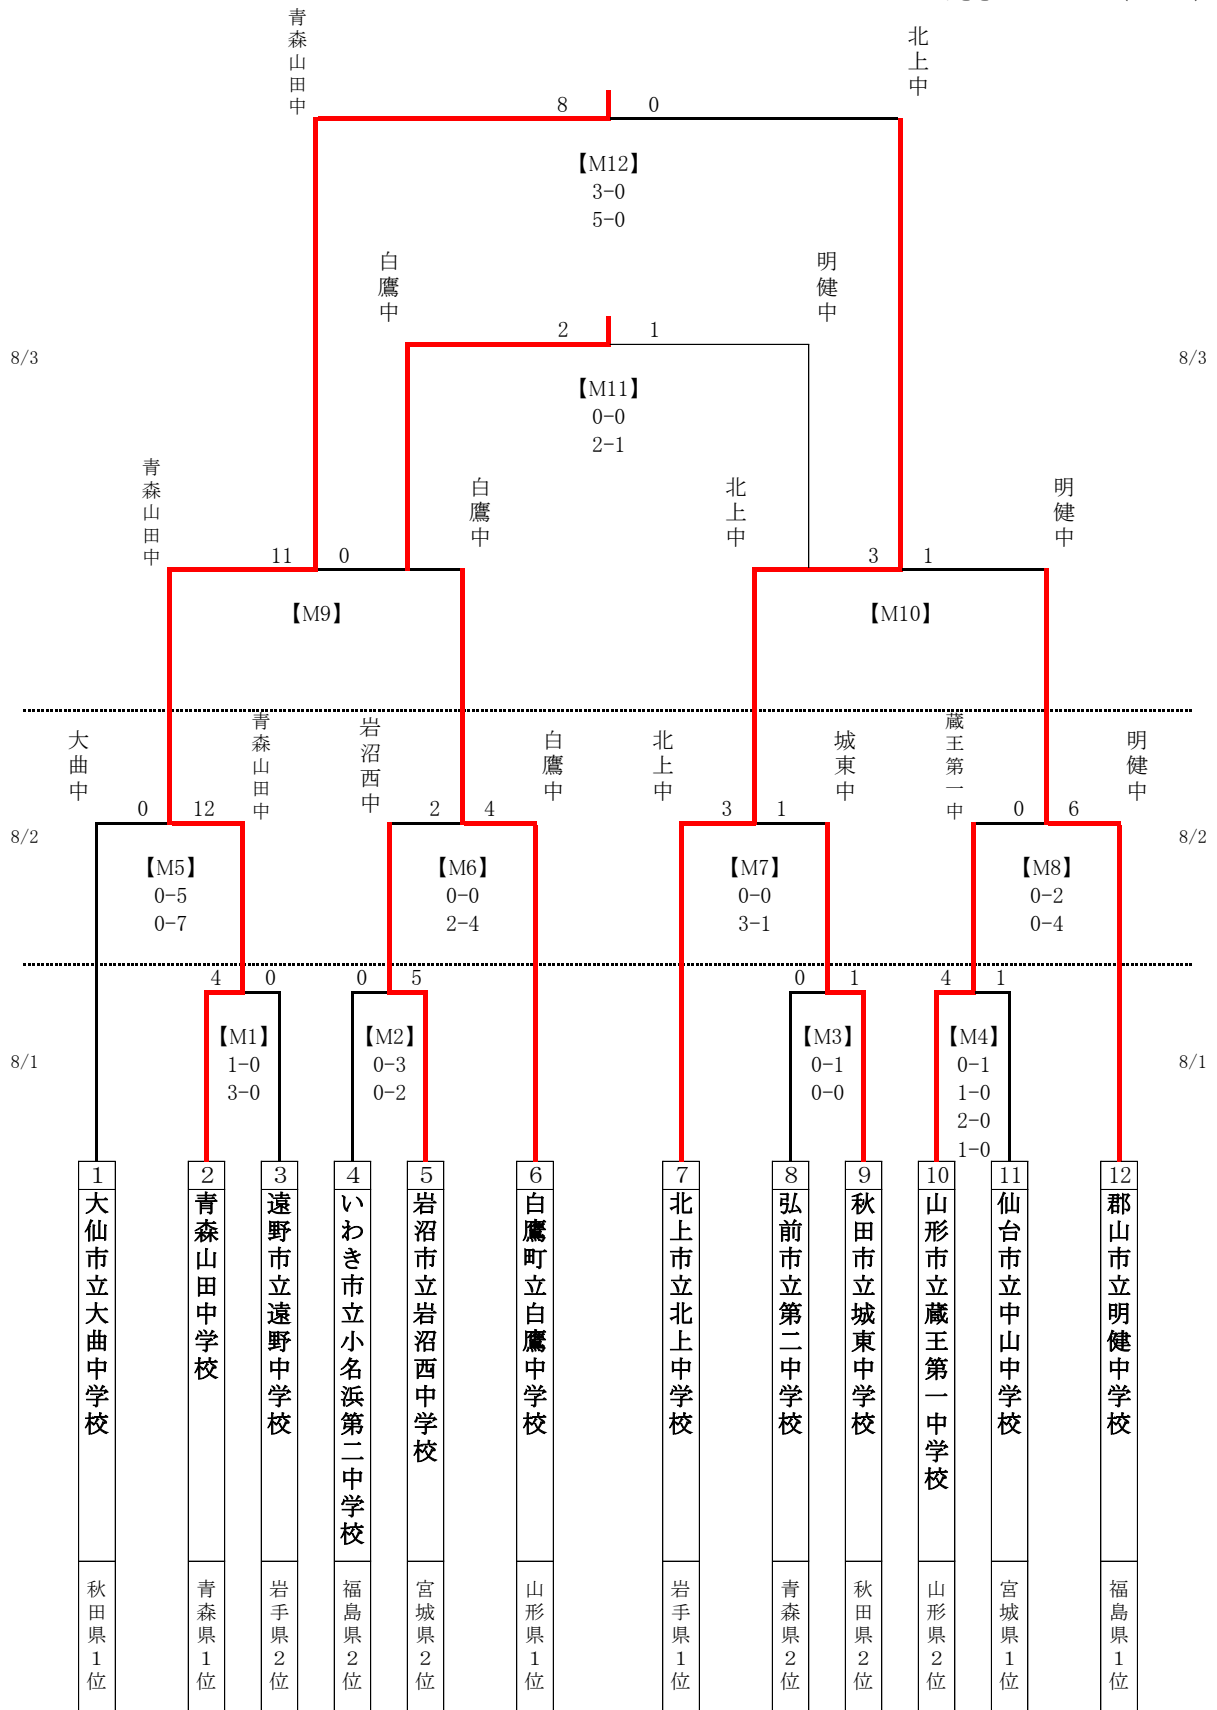 青森山田中
北上中
8 0
【M12】
3-0
5-0
白鷹中
明健中
2 1
8/3
8/3
【M11】
0-0
2-1
青森山田中
白鷹中
北上中
明健中
11 0
3 1
【M9】
【M10】
大曲中
青森山田中
岩沼西中
白鷹中
北上中
城東中
蔵王第一中
明健中
0 12
2 4
3 1
0 6
8/2
8/2
【M5】
0-5
0-7
【M6】
0-0
2-4
【M7】
0-0
3-1
【M8】
0-2
0-4
4 0
0 5
0 1
4 1
8/1
8/1
【M1】
1-0
3-0
【M2】
0-3
0-2
【M3】
0-1
0-0
【M4】
0-1
1-0
2-0
1-0
1
大仙市立大曲中学校
秋田県1位
2
青森山田中学校
青森県1位
3
遠野市立遠野中学校
岩手県2位
4
いわき市立小名浜第二中学校
福島県2位
5
岩沼市立岩沼西中学校
宮城県2位
6
白鷹町立白鷹中学校
山形県1位
7
北上市立北上中学校
岩手県1位
8
弘前市立第二中学校
青森県2位
9
秋田市立城東中学校
秋田県2位
10
山形市立蔵王第一中学校
山形県2位
11
仙台市立中山中学校
宮城県1位
12
郡山市立明健中学校
福島県1位